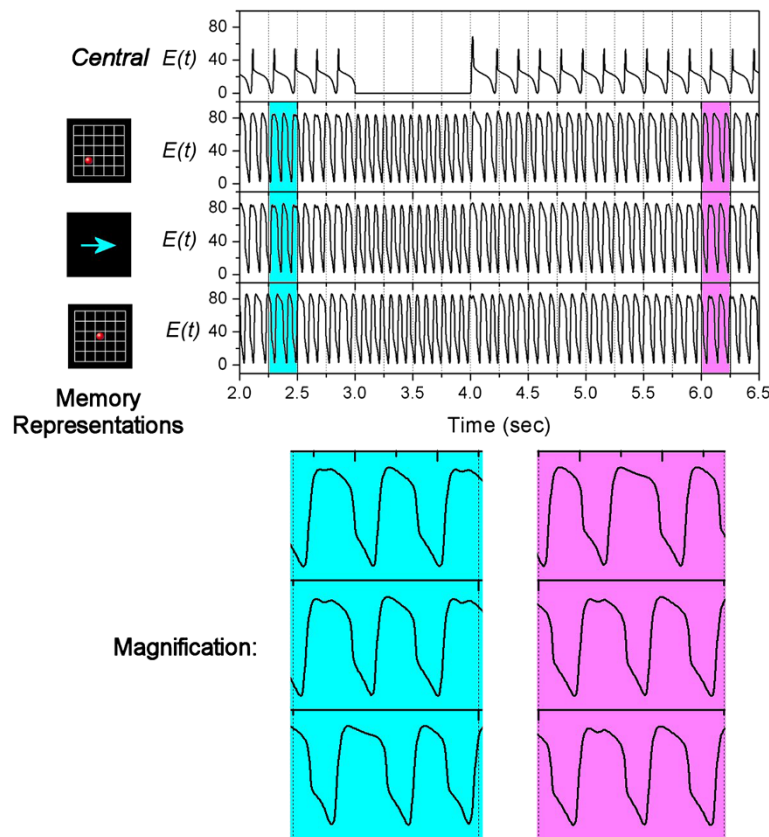 80
Central E(t) 40
0
80
E(t) 40
0
80
E(t) 40
0
80
E(t) 40
0
2.0 2.5 3.0 3.5 4.0 4.5 5.0 5.5 6.0 6.5
Memory
Representations
Time (sec)
Magnification: